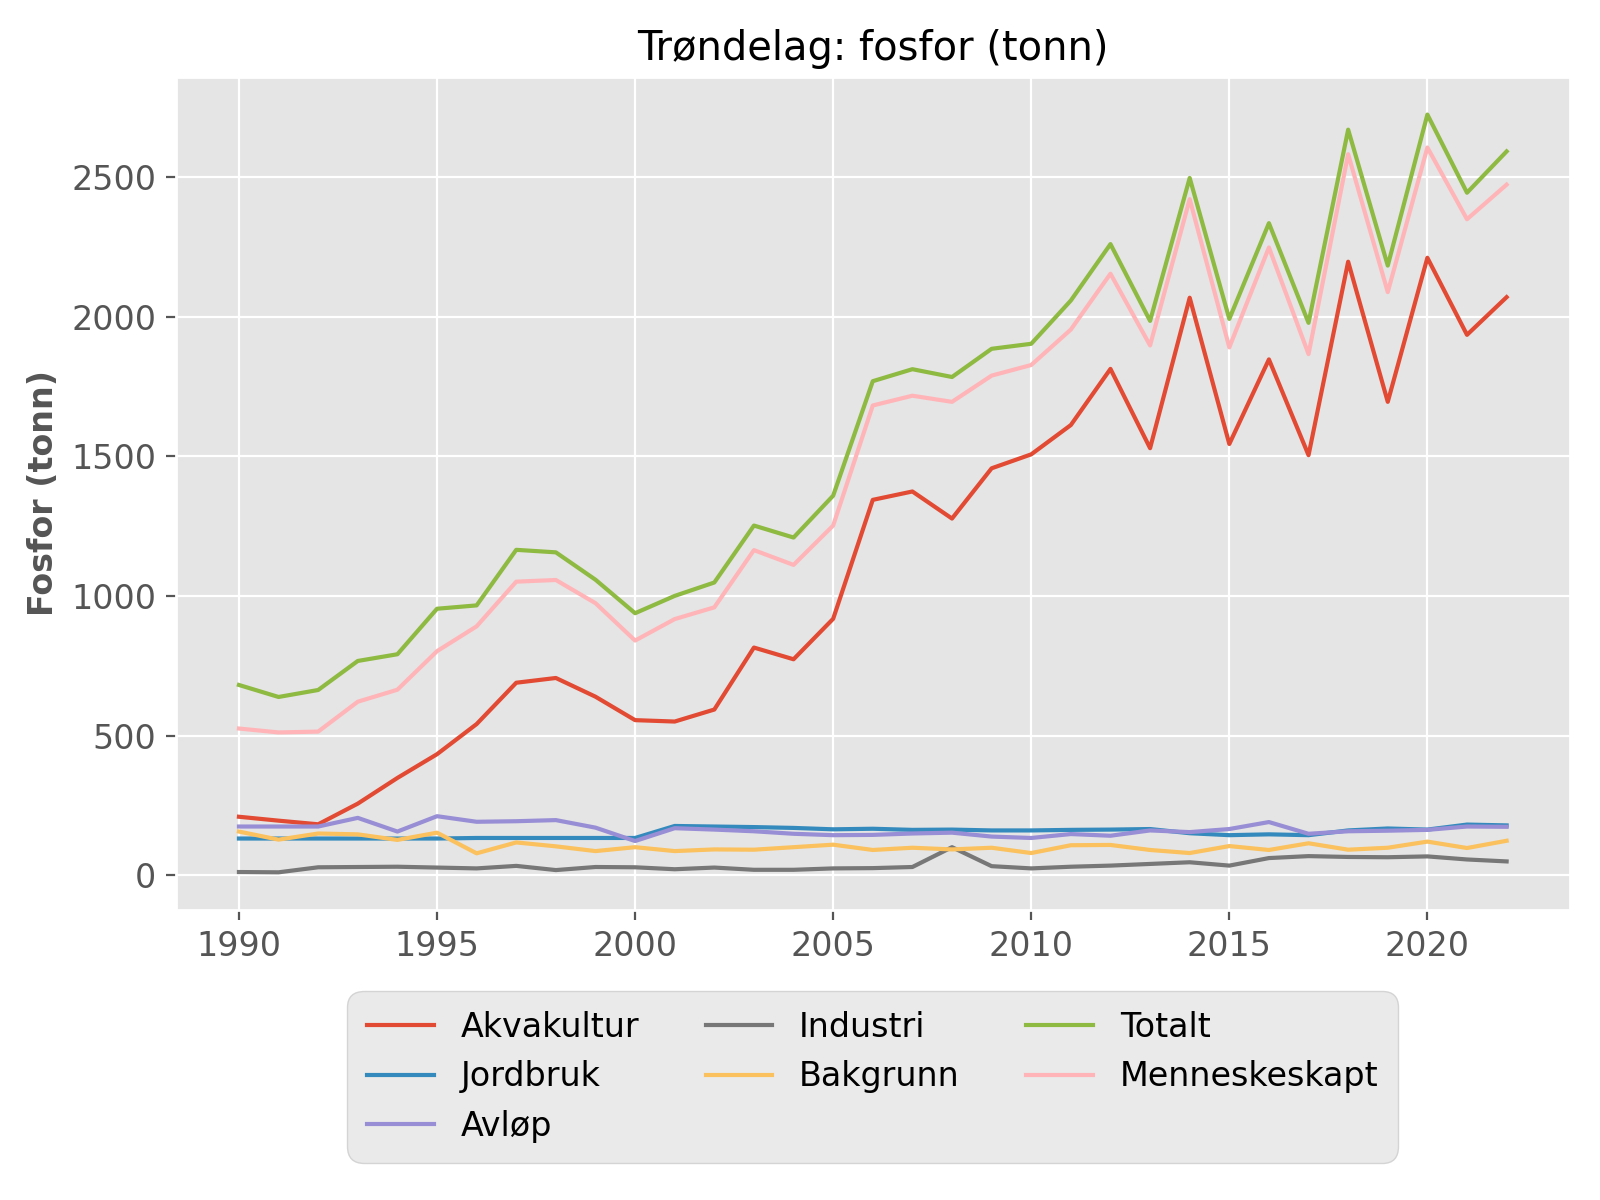 Trøndelag: fosfor (tonn)
Fosfor (tonn)
2500
2000
1500
1000
500
0
1990 1995 2000 2005 2010 2015 2020
Akvakultur Industri Totalt
Jordbruk Bakgrunn Menneskeskapt
Avløp